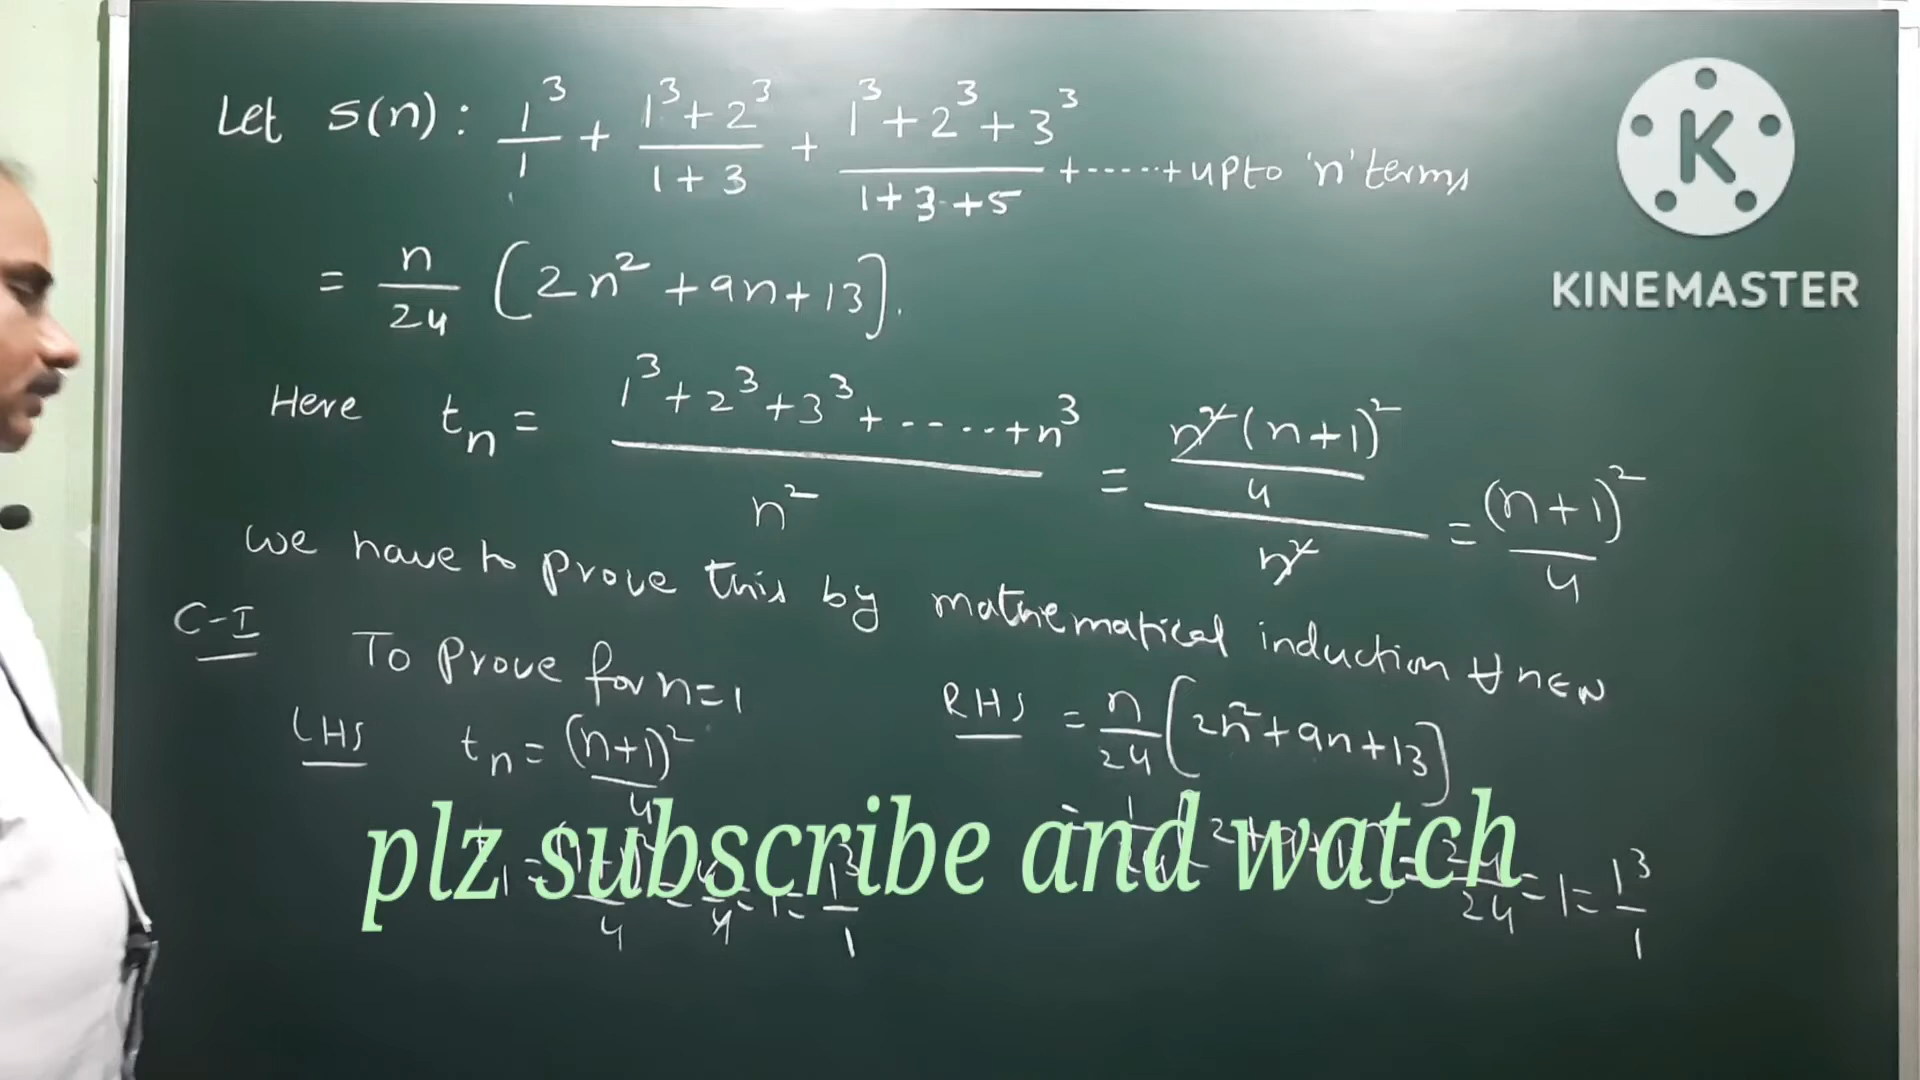 Let S(n): 1³/1 + (1³+2³)/(1+3) + (1³+2³+3³)/(1+3+5) + ·····+ upto 'n' terms
= n/24 (2n²+9n+13].
Here tn = (1³+2³+3³+·····+n³)/n² = (n²(n+1)²/4)/n² = (n+1)²/4
we have to prove this by mathematical induction ∀ n∈N
C-I
To prove for n=1
LHS tn = (n+1)²/4
RHS = n/24 (2n²+9n+13]
= 1 = 1³/1
24 = 1 = 1³/1
plz subscribe and watch
K
KINEMASTER